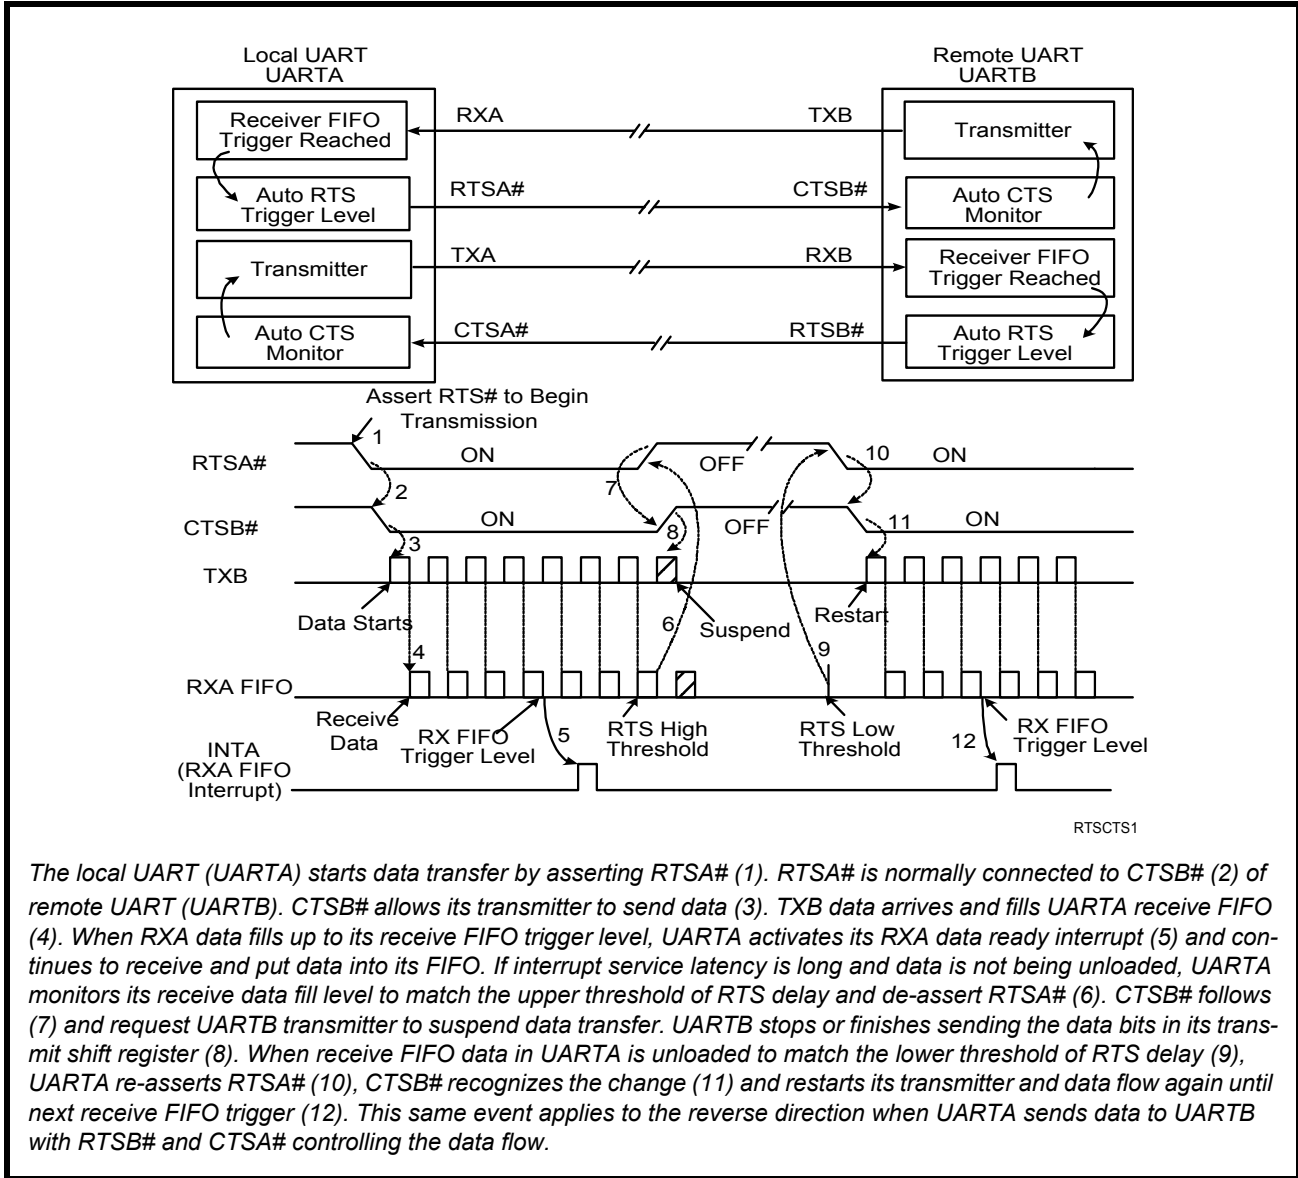 Local UART
UARTA
Remote UART
UARTB
Receiver FIFO
Trigger Reached
RXA
TXB
Transmitter
Auto RTS
Trigger Level
RTSA#
CTSB#
Auto CTS
Monitor
Transmitter
TXA
RXB
Receiver FIFO
Trigger Reached
Auto CTS
Monitor
CTSA#
RTSB#
Auto RTS
Trigger Level
Assert RTS# to Begin
Transmission
1
RTSA#
ON
7
OFF
10
ON
2
CTSB#
ON
8
OFF
11
ON
3
TXB
Data Starts
6
Suspend
Restart
4
9
RXA FIFO
Receive
Data
RX FIFO
Trigger Level
5
RTS High
Threshold
RTS Low
Threshold
12
RX FIFO
Trigger Level
INTA
(RXA FIFO
Interrupt)
RTSCTS1
The local UART (UARTA) starts data transfer by asserting RTSA# (1). RTSA# is normally connected to CTSB# (2) of
remote UART (UARTB). CTSB# allows its transmitter to send data (3). TXB data arrives and fills UARTA receive FIFO
(4). When RXA data fills up to its receive FIFO trigger level, UARTA activates its RXA data ready interrupt (5) and con-
tinues to receive and put data into its FIFO. If interrupt service latency is long and data is not being unloaded, UARTA
monitors its receive data fill level to match the upper threshold of RTS delay and de-assert RTSA# (6). CTSB# follows
(7) and request UARTB transmitter to suspend data transfer. UARTB stops or finishes sending the data bits in its trans-
mit shift register (8). When receive FIFO data in UARTA is unloaded to match the lower threshold of RTS delay (9),
UARTA re-asserts RTSA# (10), CTSB# recognizes the change (11) and restarts its transmitter and data flow again until
next receive FIFO trigger (12). This same event applies to the reverse direction when UARTA sends data to UARTB
with RTSB# and CTSA# controlling the data flow.